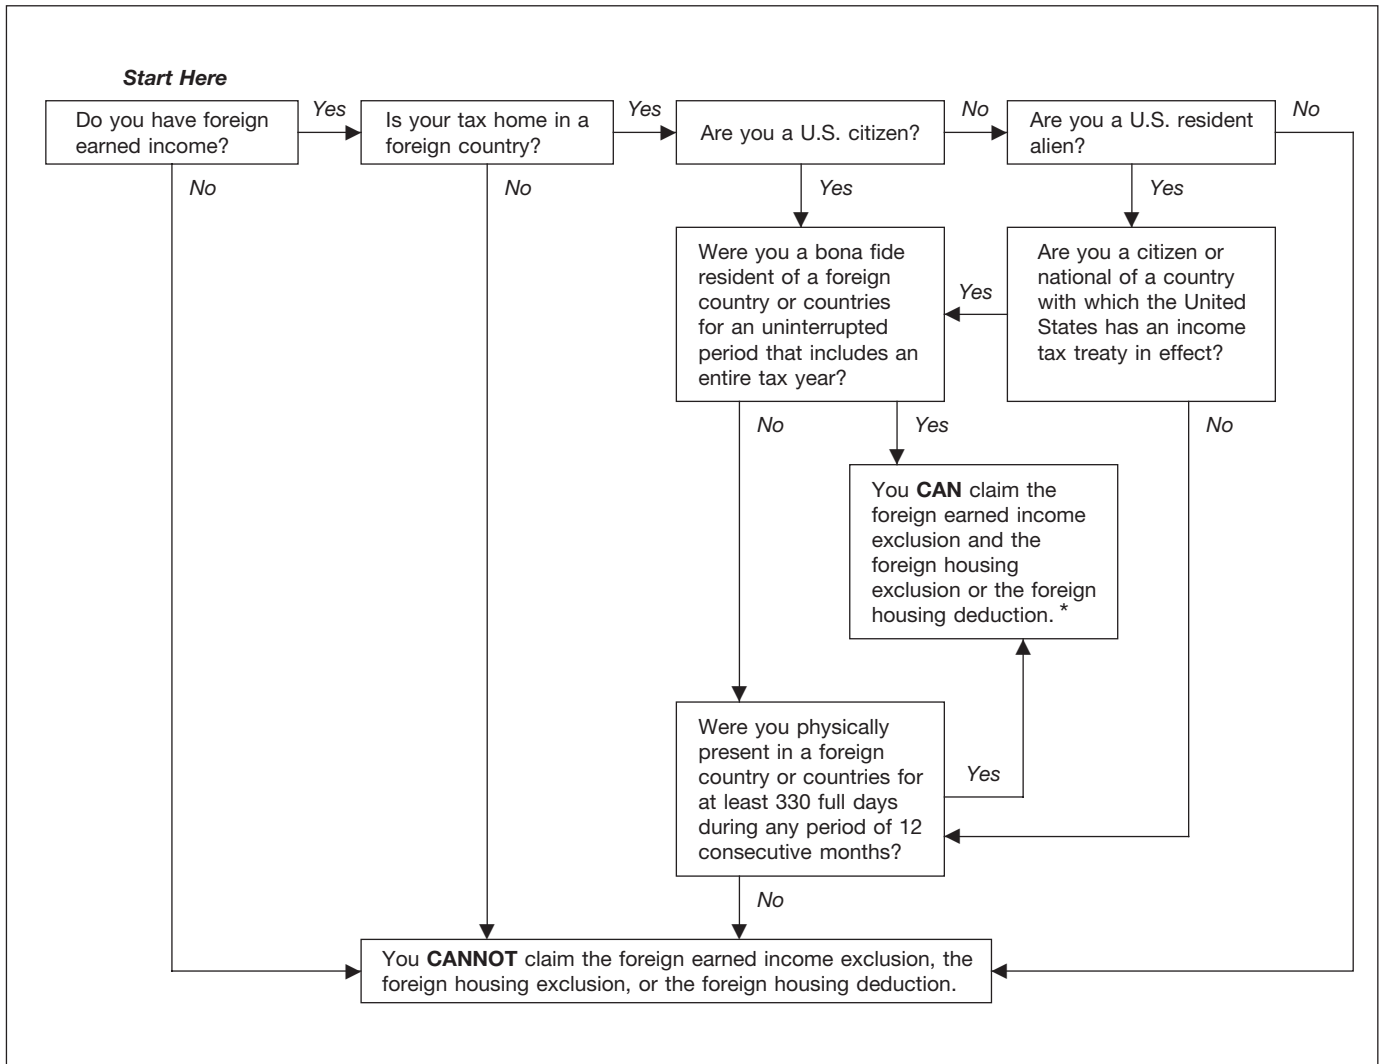 Start Here
Do you have foreign
earned income?
Yes
Is your tax home in a
foreign country?
Yes
Are you a U.S. citizen?
No
Are you a U.S. resident
alien?
No
No
No
Yes
Yes
Were you a bona fide
resident of a foreign
country or countries
for an uninterrupted
period that includes an
entire tax year?
Yes
Are you a citizen or
national of a country
with which the United
States has an income
tax treaty in effect?
No
Yes
No
You CAN claim the
foreign earned income
exclusion and the
foreign housing
exclusion or the foreign
housing deduction. *
Were you physically
present in a foreign
country or countries for
at least 330 full days
during any period of 12
consecutive months?
Yes
No
You CANNOT claim the foreign earned income exclusion, the
foreign housing exclusion, or the foreign housing deduction.